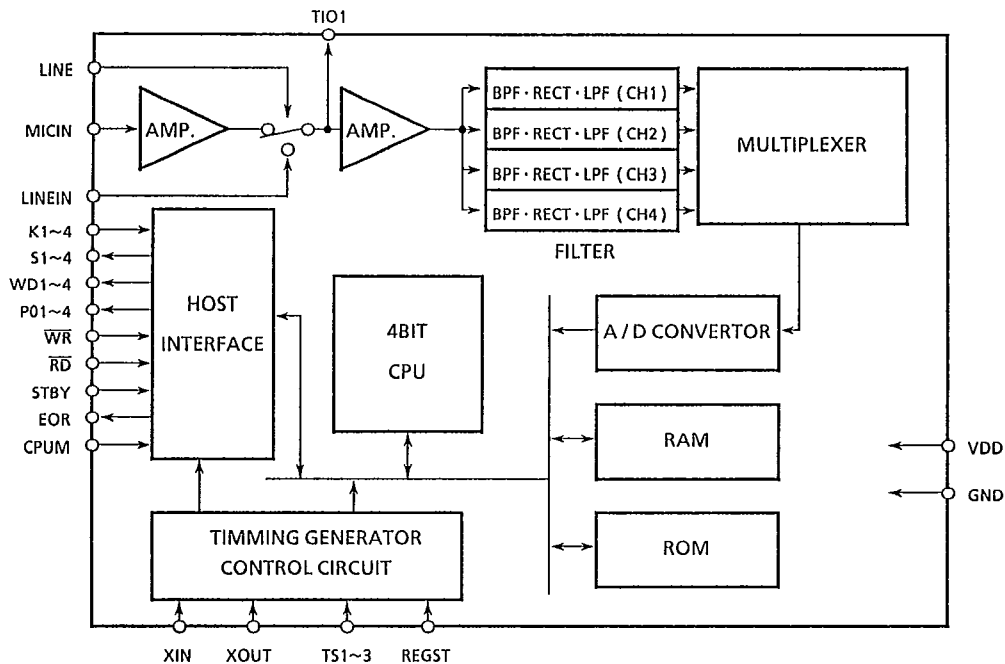 TIO1
LINE
MICIN
LINEIN
AMP.
AMP.
BPF・RECT・LPF (CH1)
BPF・RECT・LPF (CH2)
BPF・RECT・LPF (CH3)
BPF・RECT・LPF (CH4)
FILTER
MULTIPLEXER
K1~4
S1~4
WD1~4
P01~4
W̅R̅
R̅D̅
STBY
EOR
CPUM
HOST
INTERFACE
4BIT
CPU
A / D CONVERTOR
RAM
ROM
VDD
GND
TIMMING GENERATOR
CONTROL CIRCUIT
XIN
XOUT
TS1~3
REGST